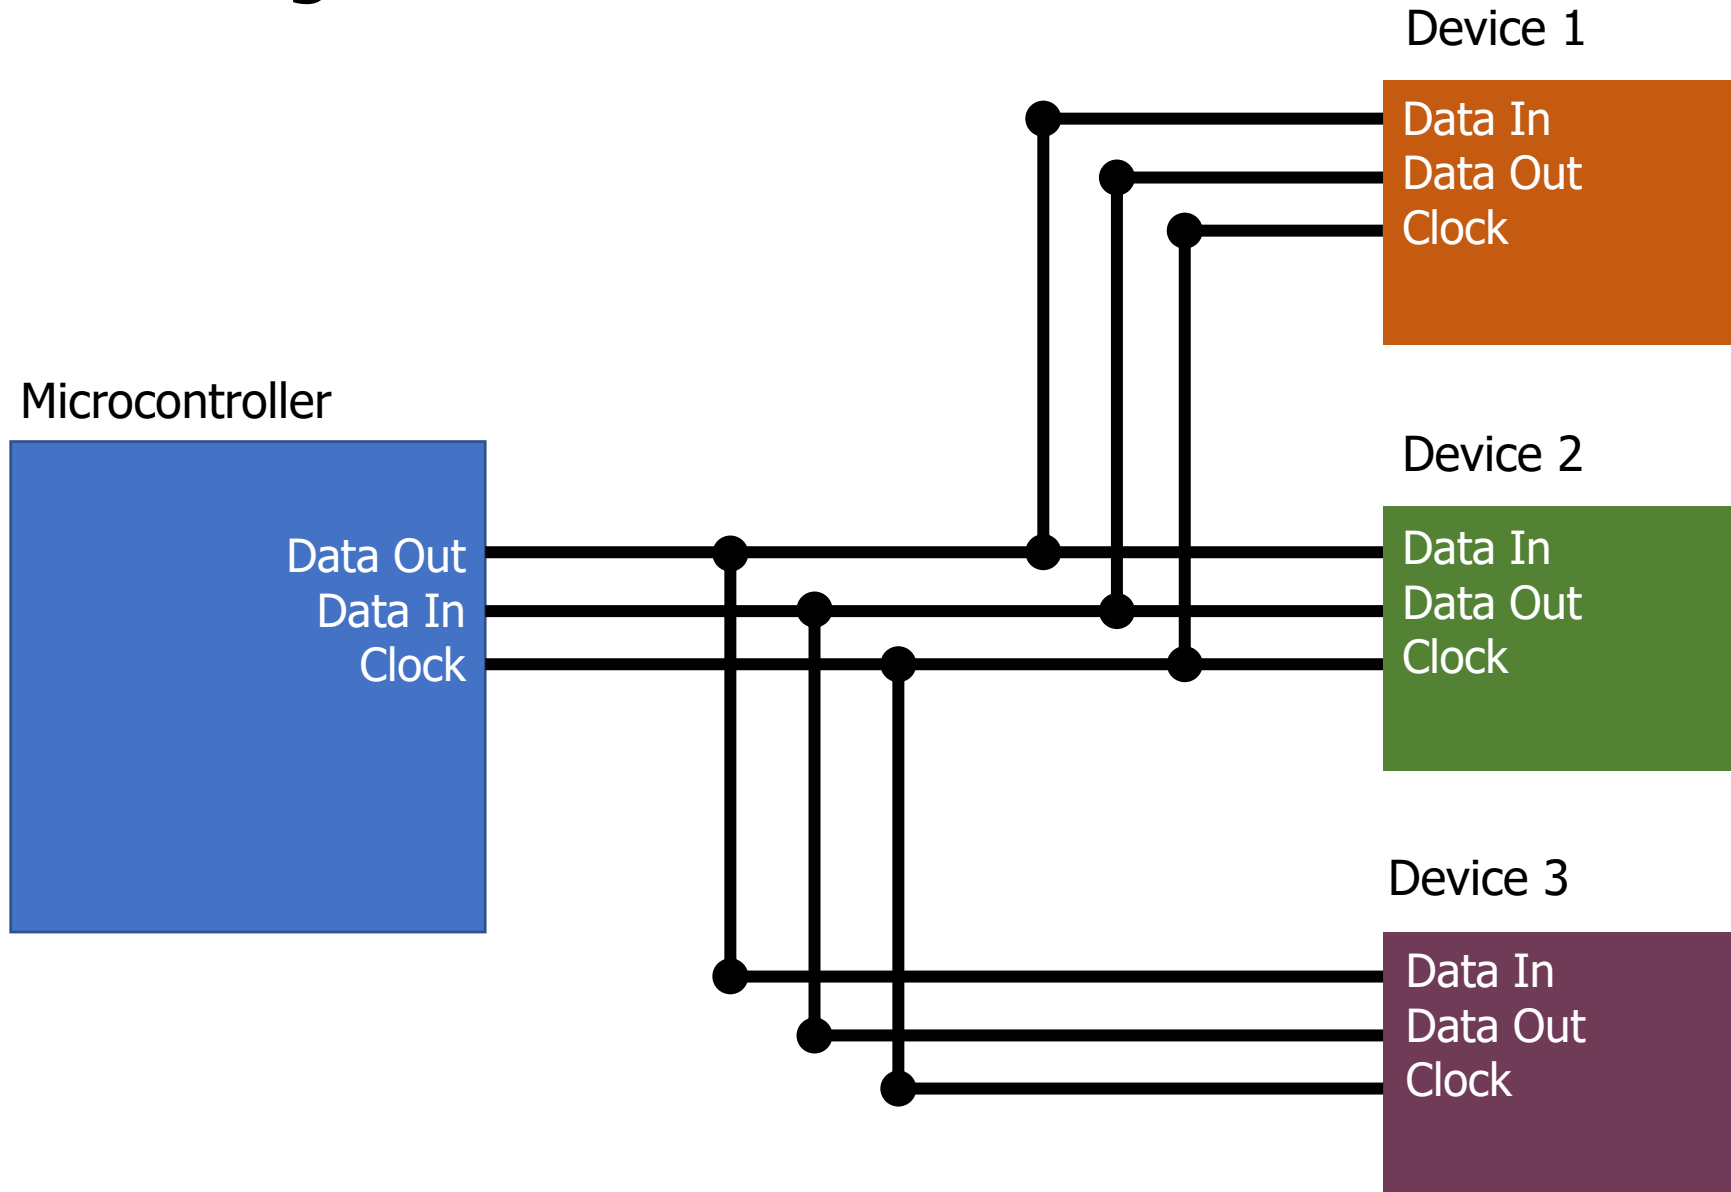 Device 1
Data In
Data Out
Clock
Microcontroller
Data Out
Data In
Clock
Device 2
Data In
Data Out
Clock
Device 3
Data In
Data Out
Clock